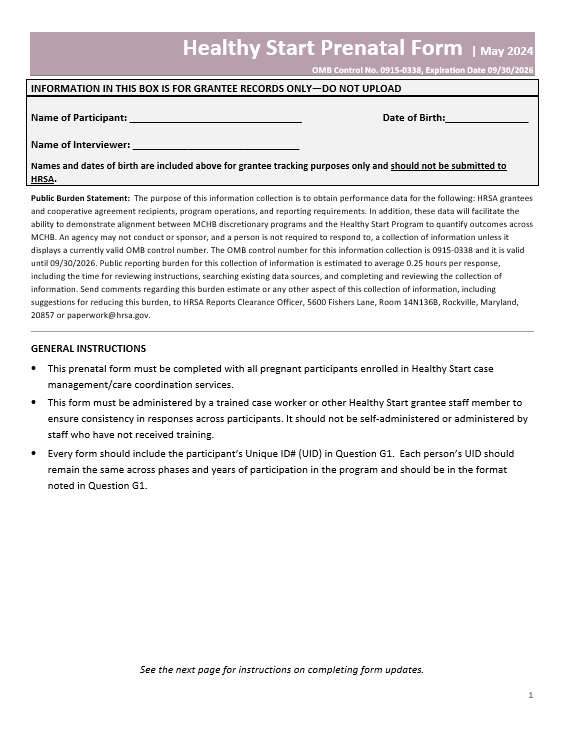 Healthy Start Prenatal Form | May 2024
OMB Control No. 0915-0338, Expiration Date 09/30/2026
INFORMATION IN THIS BOX IS FOR GRANTEE RECORDS ONLY—DO NOT UPLOAD
Name of Participant: ______________________________ Date of Birth:_______________
Name of Interviewer: ______________________________
Names and dates of birth are included above for grantee tracking purposes only and should not be submitted to
HRSA.
Public Burden Statement: The purpose of this information collection is to obtain performance data for the following: HRSA grantees
and cooperative agreement recipients, program operations, and reporting requirements. In addition, these data will facilitate the
ability to demonstrate alignment between MCHB discretionary programs and the Healthy Start Program to quantify outcomes across
MCHB. An agency may not conduct or sponsor, and a person is not required to respond to, a collection of information unless it
displays a currently valid OMB control number. The OMB control number for this information collection is 0915-0338 and it is valid
until 09/30/2026. Public reporting burden for this collection of information is estimated to average 0.25 hours per response,
including the time for reviewing instructions, searching existing data sources, and completing and reviewing the collection of
information. Send comments regarding this burden estimate or any other aspect of this collection of information, including
suggestions for reducing this burden, to HRSA Reports Clearance Officer, 5600 Fishers Lane, Room 14N136B, Rockville, Maryland,
20857 or paperwork@hrsa.gov.
GENERAL INSTRUCTIONS
• This prenatal form must be completed with all pregnant participants enrolled in Healthy Start case
management/care coordination services.
• This form must be administered by a trained case worker or other Healthy Start grantee staff member to
ensure consistency in responses across participants. It should not be self-administered or administered by
staff who have not received training.
• Every form should include the participant's Unique ID# (UID) in Question G1. Each person's UID should
remain the same across phases and years of participation in the program and should be in the format
noted in Question G1.
See the next page for instructions on completing form updates.
1